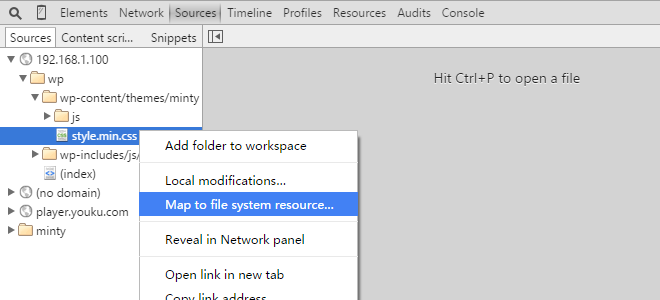 Elements Network Sources Timeline Profiles Resources Audits Console
Sources Content scri... Snippets
192.168.1.100
Hit Ctrl+P to open a file
wp
wp-content/themes/minty
js
style.min.css
Add folder to workspace
wp-includes/js/
(index)
Local modifications...
(no domain)
Map to file system resource...
player.youku.com
minty
Reveal in Network panel
Open link in new tab
Copy link address